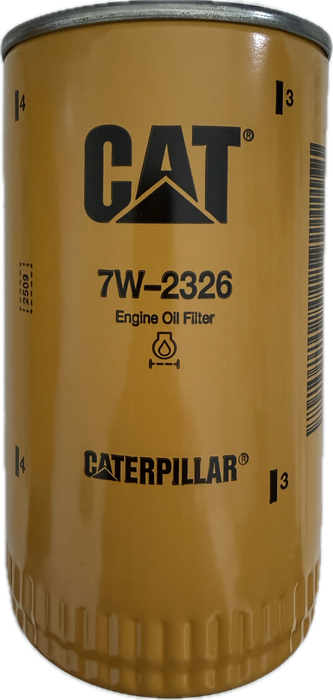 4
3
CAT®
7W-2326
2509
Engine Oil Filter
CATERPILLAR®
4
3